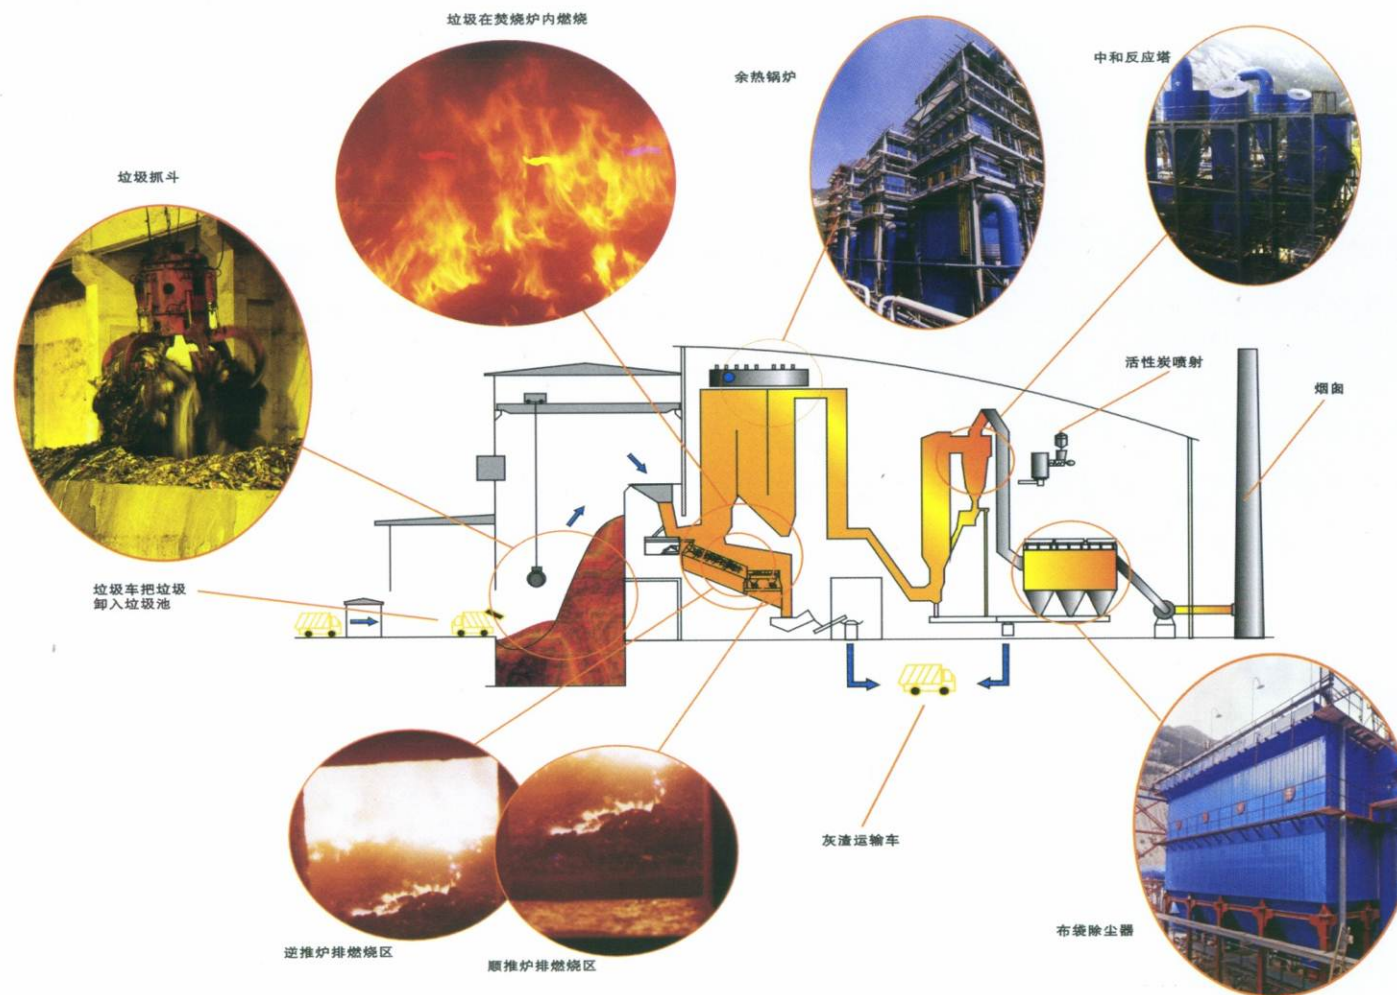 垃圾在焚烧炉内燃烧
余热锅炉
中和反应塔
垃圾抓斗
活性炭喷射
烟囱
垃圾车把垃圾
卸入垃圾池
灰渣运输车
布袋除尘器
逆推炉排燃烧区
顺推炉排燃烧区